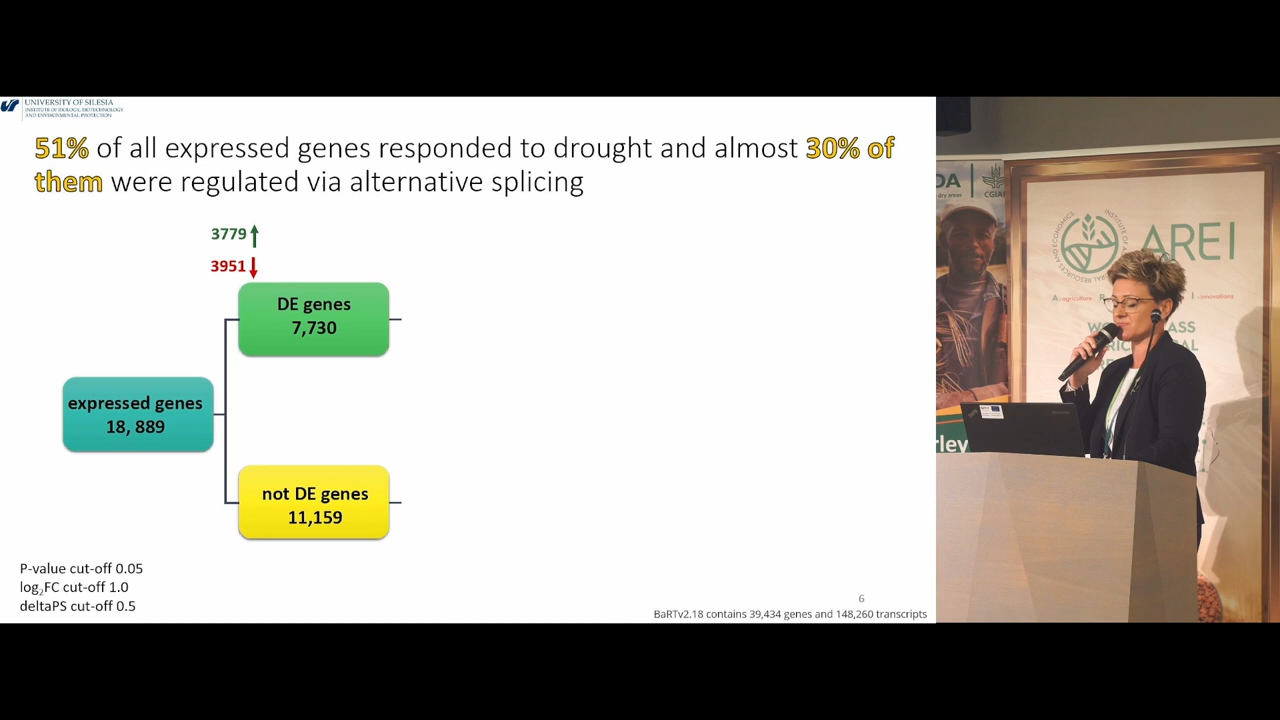 UNIVERSITY OF SILESIA
INSTITUTE OF BIOLOGY, BIOTECHNOLOGY
AND ENVIRONMENTAL PROTECTION
51% of all expressed genes responded to drought and almost 30% of
them were regulated via alternative splicing
3779
3951
DE genes
7,730
expressed genes
18, 889
not DE genes
11,159
P-value cut-off 0.05
log₂FC cut-off 1.0
deltaPS cut-off 0.5
6
BaRTv2.18 contains 39,434 genes and 148,260 transcripts
CGIAR
AREI